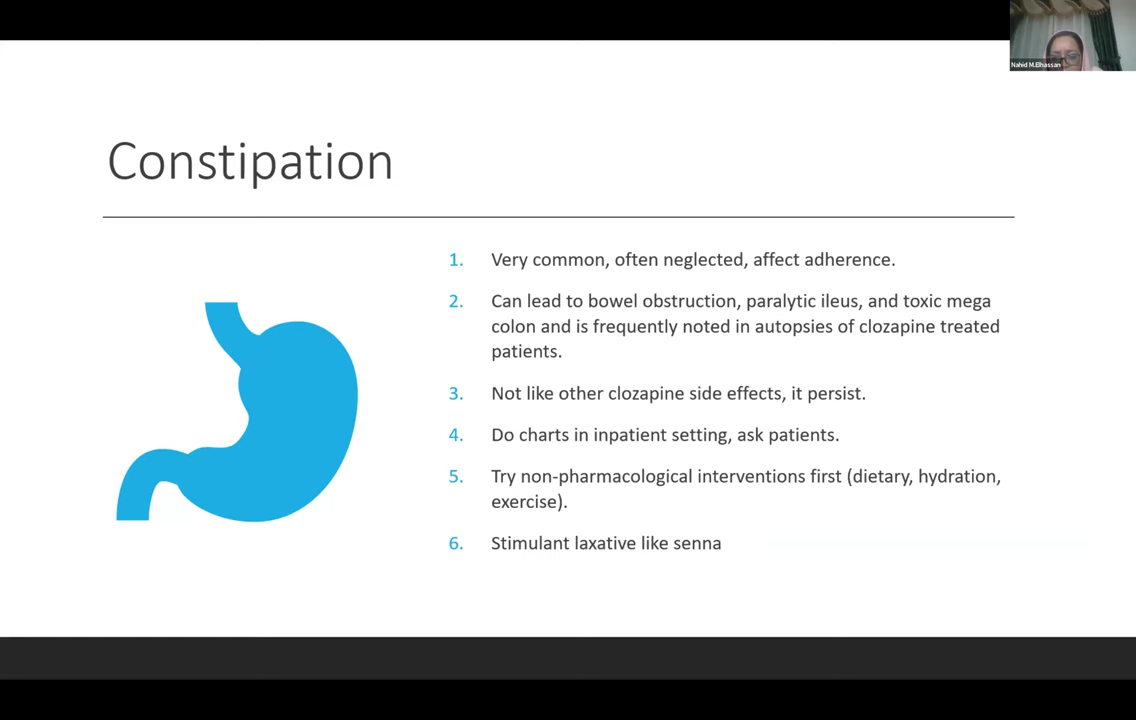 Nahid M.Elhassan
Constipation
1. Very common, often neglected, affect adherence.
2. Can lead to bowel obstruction, paralytic ileus, and toxic mega
colon and is frequently noted in autopsies of clozapine treated
patients.
3. Not like other clozapine side effects, it persist.
4. Do charts in inpatient setting, ask patients.
5. Try non-pharmacological interventions first (dietary, hydration,
exercise).
6. Stimulant laxative like senna